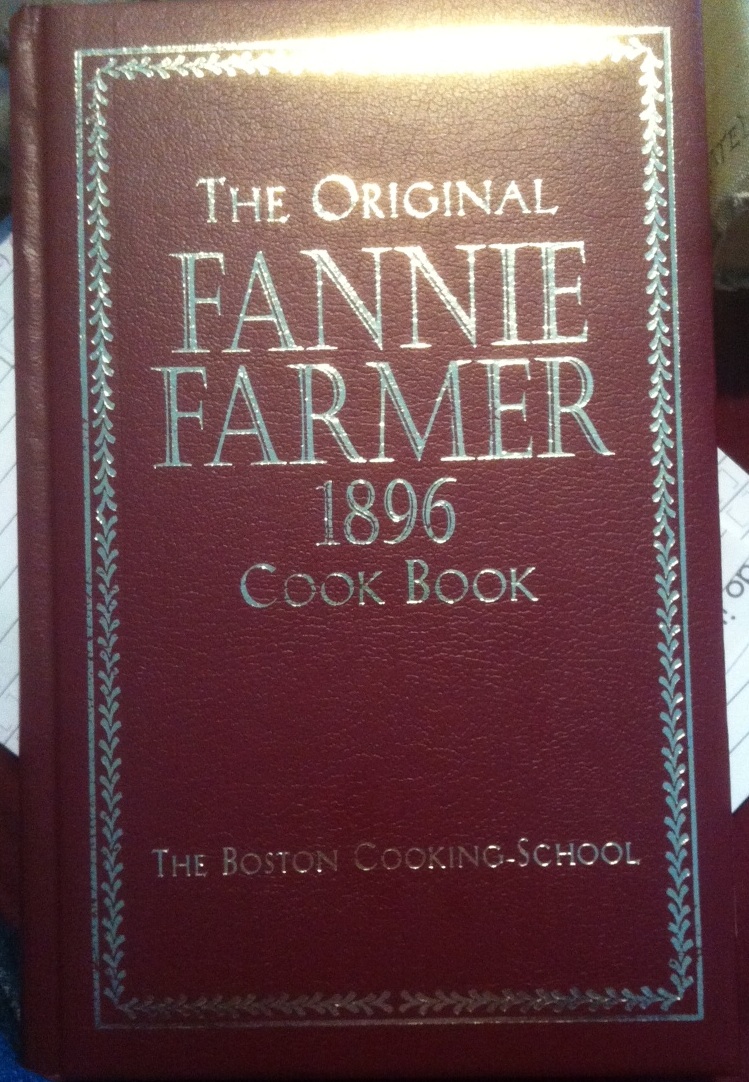 THE ORIGINAL
FANNIE
FARMER
1896
COOK BOOK
THE BOSTON COOKING-SCHOOL